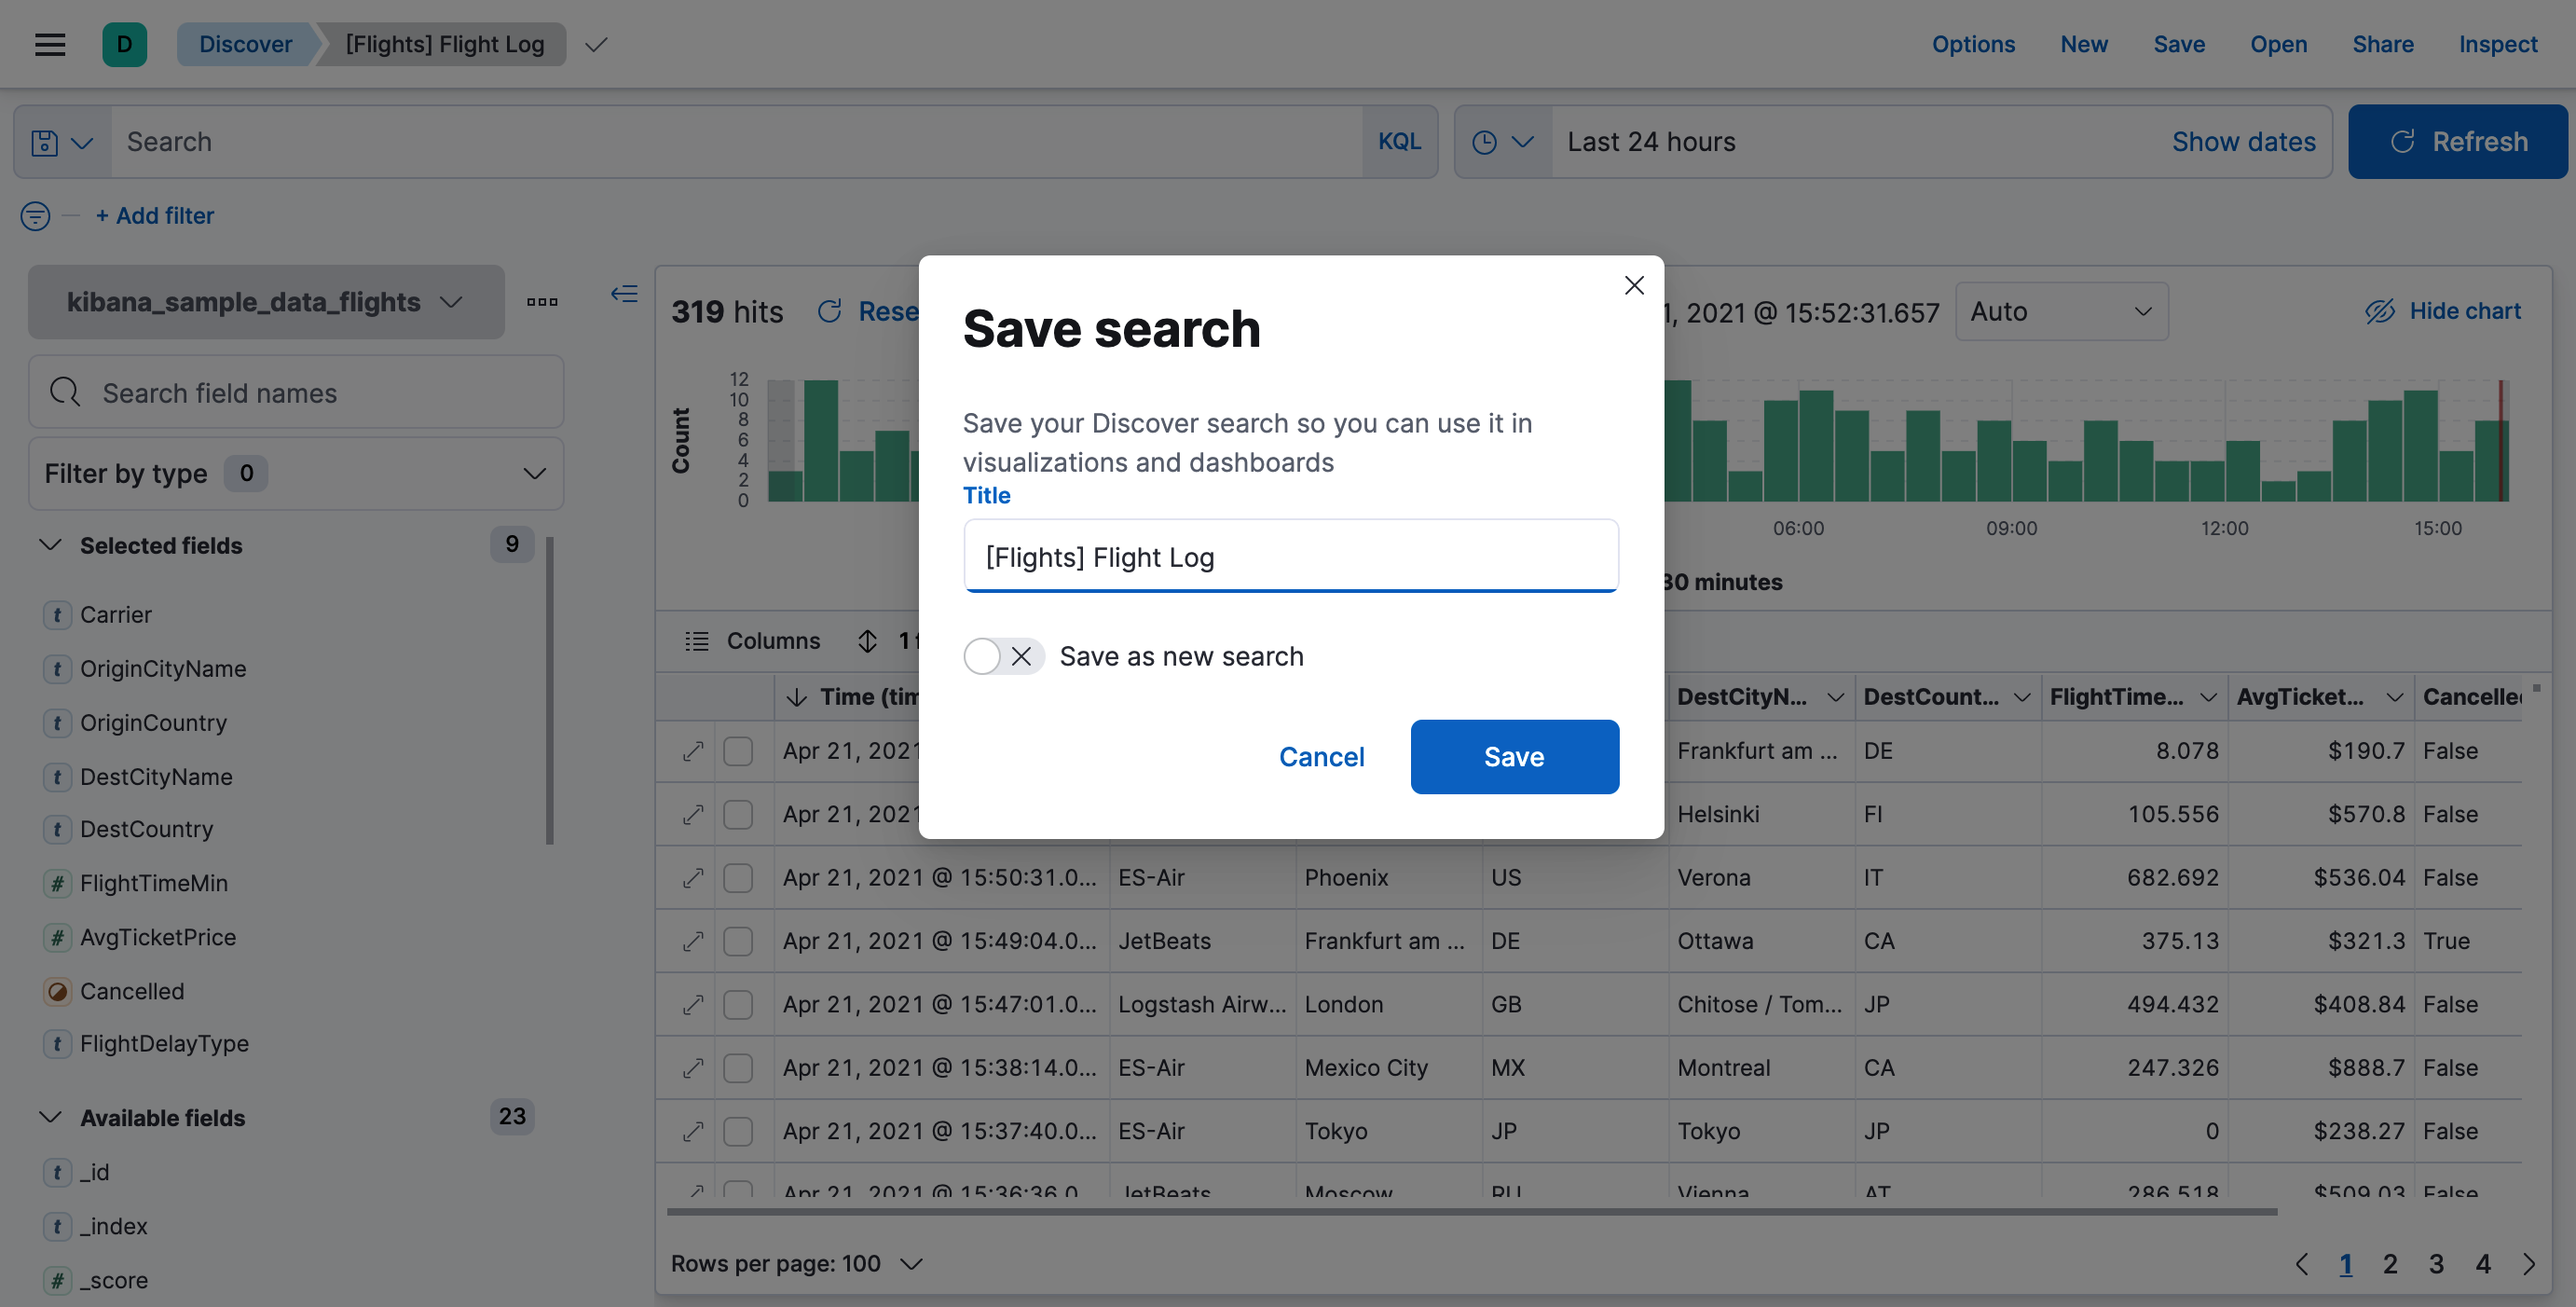 D Discover [Flights] Flight Log Options New Save Open Share Inspect
Search KQL Last 24 hours Show dates Refresh
+ Add filter
kibana_sample_data_flights
Search field names
Filter by type 0
Selected fields 9
t Carrier
t OriginCityName
t OriginCountry
t DestCityName
t DestCountry
# FlightTimeMin
# AvgTicketPrice
Cancelled
t FlightDelayType
Available fields 23
t _id
t _index
# _score
319 hits Rese 1, 2021 @ 15:52:31.657 Auto Hide chart
Count
12
10
8
6
4
2
0
06:00 09:00 12:00 15:00
30 minutes
Save search
Save your Discover search so you can use it in
visualizations and dashboards
Title
[Flights] Flight Log
Save as new search
Cancel Save
Columns 1 f
Time (tim DestCityN... DestCount... FlightTime... AvgTicket... Cancelle
Apr 21, 2021 Frankfurt am ... DE 8.078 $190.7 False
Apr 21, 2021 Helsinki FI 105.556 $570.8 False
Apr 21, 2021 @ 15:50:31.0... ES-Air Phoenix US Verona IT 682.692 $536.04 False
Apr 21, 2021 @ 15:49:04.0... JetBeats Frankfurt am ... DE Ottawa CA 375.13 $321.3 True
Apr 21, 2021 @ 15:47:01.0... Logstash Airw... London GB Chitose / Tom... JP 494.432 $408.84 False
Apr 21, 2021 @ 15:38:14.0... ES-Air Mexico City MX Montreal CA 247.326 $888.7 False
Apr 21, 2021 @ 15:37:40.0... ES-Air Tokyo JP Tokyo JP 0 $238.27 False
Apr 21, 2021 @ 15:36:36.0 JetBeats Moscow RU Vienna AT 286.518 $509.03 False
Rows per page: 100 1 2 3 4